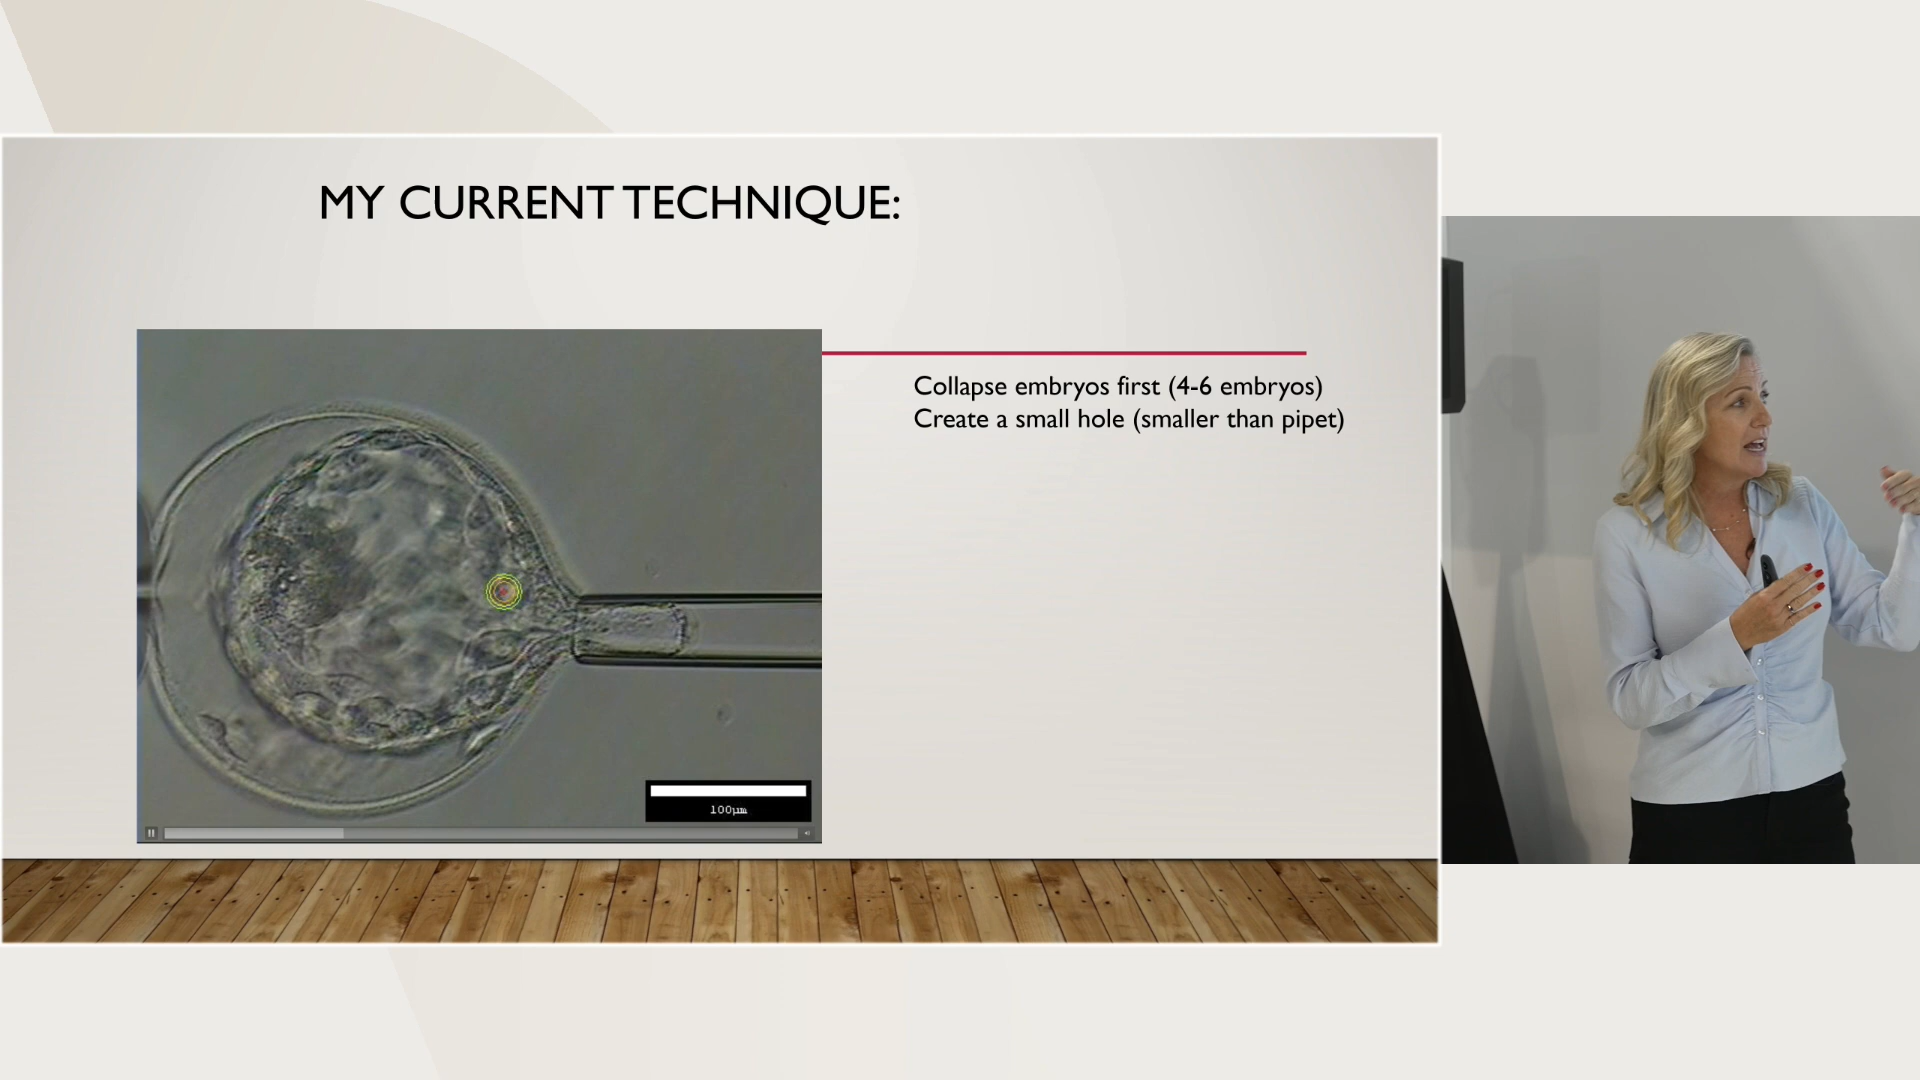 MY CURRENT TECHNIQUE:
Collapse embryos first (4-6 embryos)
Create a small hole (smaller than pipet)
100µm